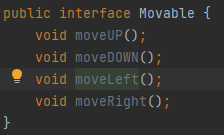 public interface Movable {
    void moveUP();
    void moveDOWN();
    void moveLeft();
    void moveRight();
}